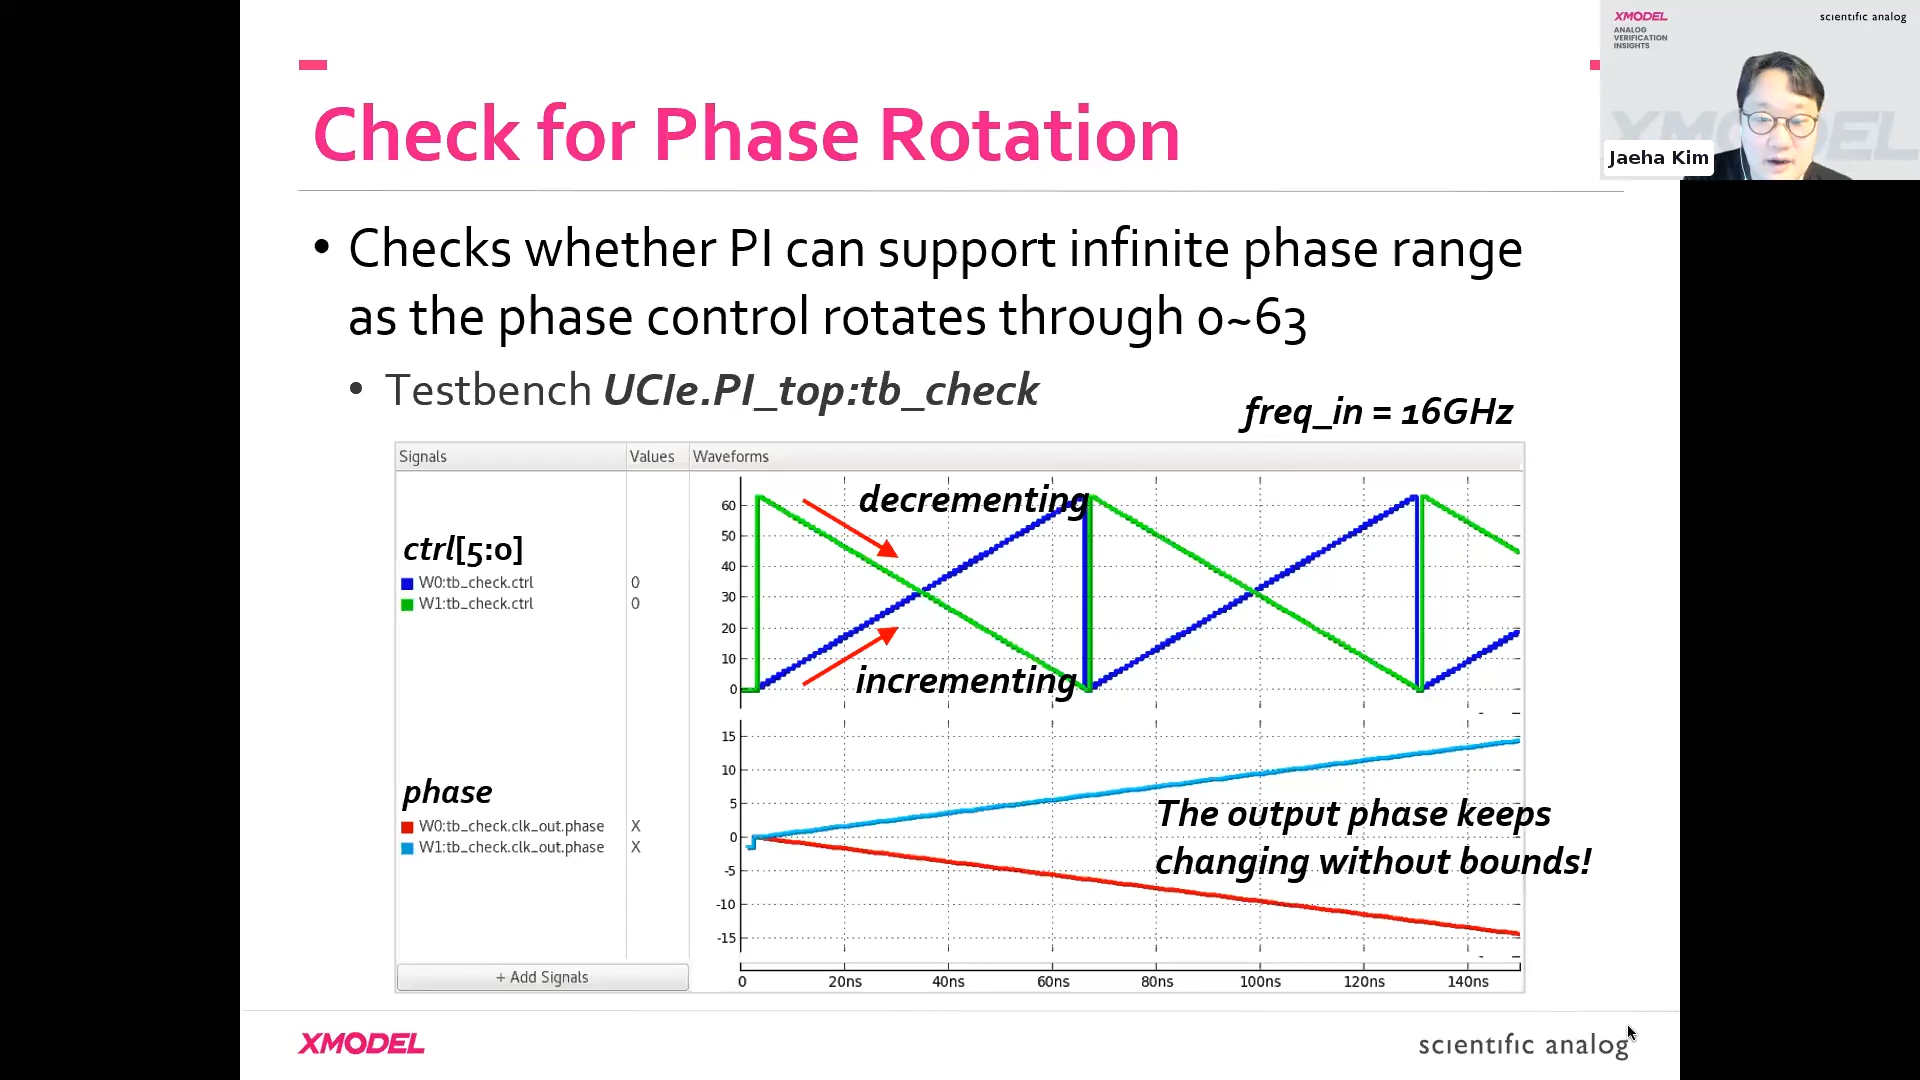 XMODEL
ANALOG
VERIFICATION
INSIGHTS
scientific analog
Jaeha Kim
Check for Phase Rotation
• Checks whether PI can support infinite phase range
as the phase control rotates through 0~63
• Testbench UCIe.PI_top:tb_check
freq_in = 16GHz
Signals Values Waveforms
ctrl[5:0]
W0:tb_check.ctrl 0
W1:tb_check.ctrl 0
60
50
40
30
20
10
0
decrementing
incrementing
phase
W0:tb_check.clk_out.phase X
W1:tb_check.clk_out.phase X
15
10
5
0
-5
-10
-15
The output phase keeps
changing without bounds!
+ Add Signals
0 20ns 40ns 60ns 80ns 100ns 120ns 140ns
XMODEL
scientific analog